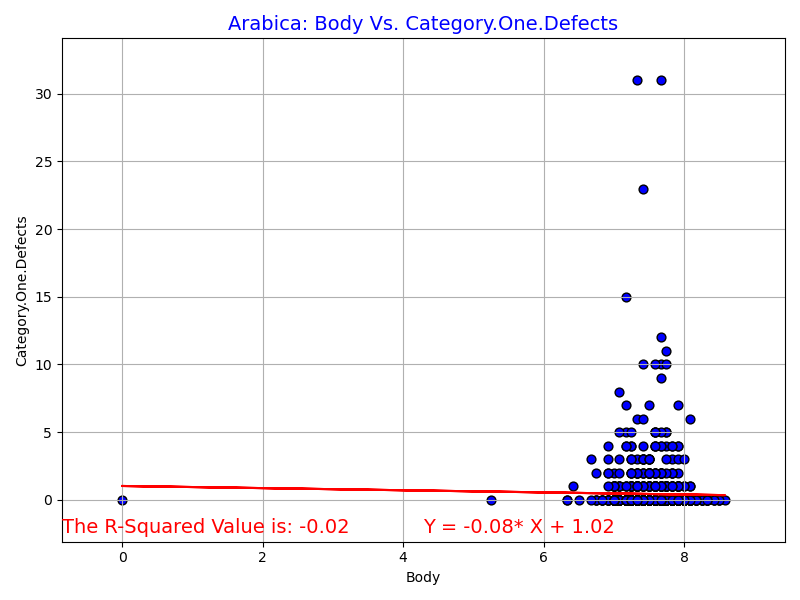 Arabica: Body Vs. Category.One.Defects
Category.One.Defects
30
25
20
15
10
5
0
The R-Squared Value is: -0.02
Y = -0.08* X + 1.02
0
2
4
6
8
Body